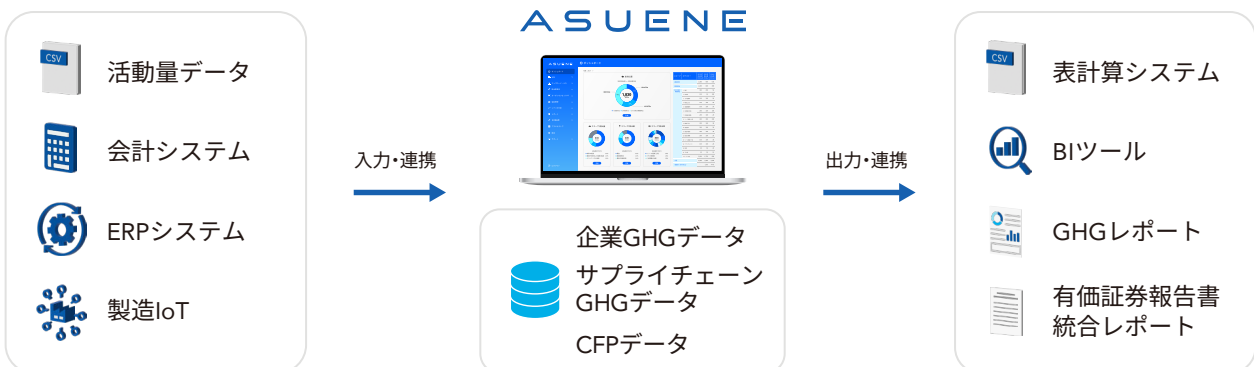 CSV
活動量データ
会計システム
ERPシステム
製造IoT
入力・連携
ASUENE
企業GHGデータ
サプライチェーン
GHGデータ
CFPデータ
出力・連携
CSV
表計算システム
BIツール
GHGレポート
有価証券報告書
統合レポート